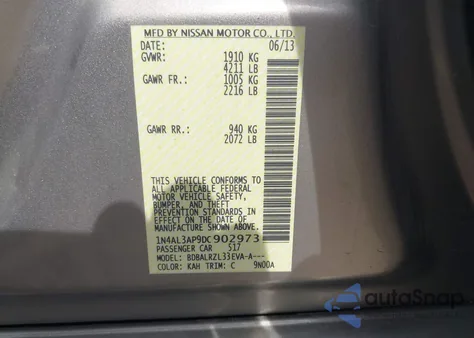 MFD BY NISSAN MOTOR CO., LTD.
DATE: 06/13
GVWR: 1910 KG
4211 LB
GAWR FR.: 1005 KG
2216 LB
GAWR RR.: 940 KG
2072 LB
THIS VEHICLE CONFORMS TO
ALL APPLICABLE FEDERAL
MOTOR VEHICLE SAFETY,
BUMPER, AND THEFT
PREVENTION STANDARDS
IN EFFECT ON THE DATE OF
MANUFACTURE SHOWN ABOVE.
1N4AL3AP9DC902973
PASSENGER CAR 517
MODEL: BDBALRZL33EVA-A---
COLOR: KAH TRIM: C 9N00A
autoSnap